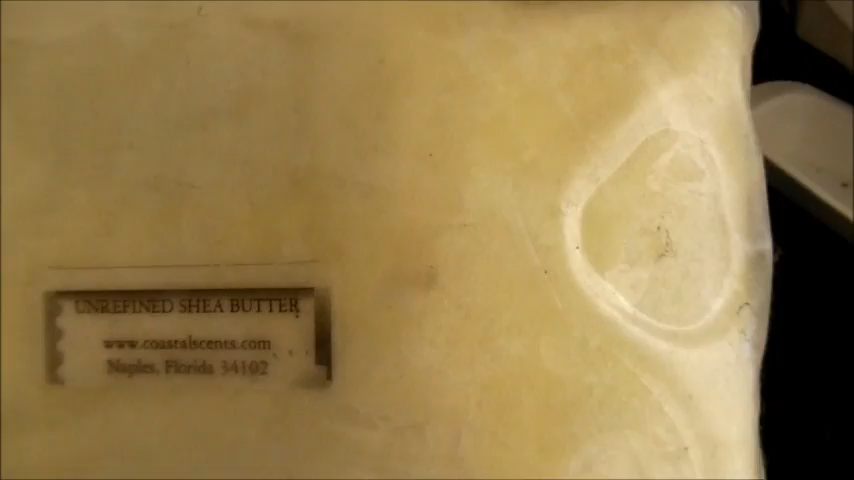 UNREFINED SHEA BUTTER
www.coastalscents.com
Naples, Florida 34102